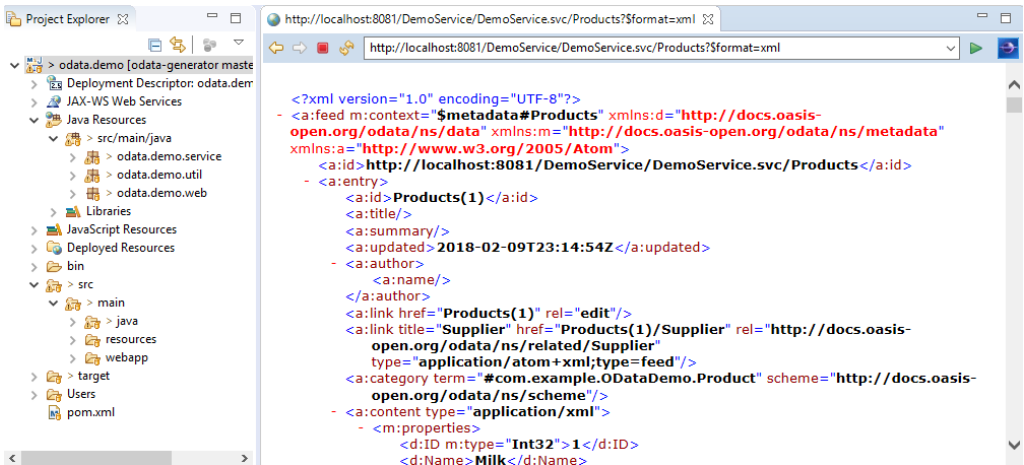 Project Explorer
> odata.demo [odata-generator maste
Deployment Descriptor: odata.dem
JAX-WS Web Services
Java Resources
> src/main/java
> odata.demo.service
> odata.demo.util
> odata.demo.web
Libraries
JavaScript Resources
Deployed Resources
bin
> src
> main
> java
resources
webapp
> target
Users
pom.xml
http://localhost:8081/DemoService/DemoService.svc/Products?$format=xml
http://localhost:8081/DemoService/DemoService.svc/Products?$format=xml
<?xml version="1.0" encoding="UTF-8"?>
- <a:feed m:context="$metadata#Products" xmlns:d="http://docs.oasis-
open.org/odata/ns/data" xmlns:m="http://docs.oasis-open.org/odata/ns/metadata"
xmlns:a="http://www.w3.org/2005/Atom">
<a:id>http://localhost:8081/DemoService/DemoService.svc/Products</a:id>
- <a:entry>
<a:id>Products(1)</a:id>
<a:title/>
<a:summary/>
<a:updated>2018-02-09T23:14:54Z</a:updated>
- <a:author>
<a:name/>
</a:author>
<a:link href="Products(1)" rel="edit"/>
<a:link title="Supplier" href="Products(1)/Supplier" rel="http://docs.oasis-
open.org/odata/ns/related/Supplier"
type="application/atom+xml;type=feed"/>
<a:category term="#com.example.ODataDemo.Product" scheme="http://docs.oasis-
open.org/odata/ns/scheme"/>
- <a:content type="application/xml">
- <m:properties>
<d:ID m:type="Int32">1</d:ID>
<d:Name>Milk</d:Name>